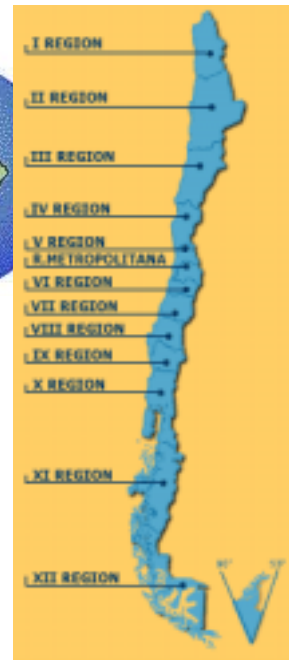 I REGION
II REGION
III REGION
IV REGION
V REGION
R.METROPOLITANA
VI REGION
VII REGION
VIII REGION
IX REGION
X REGION
XI REGION
XII REGION